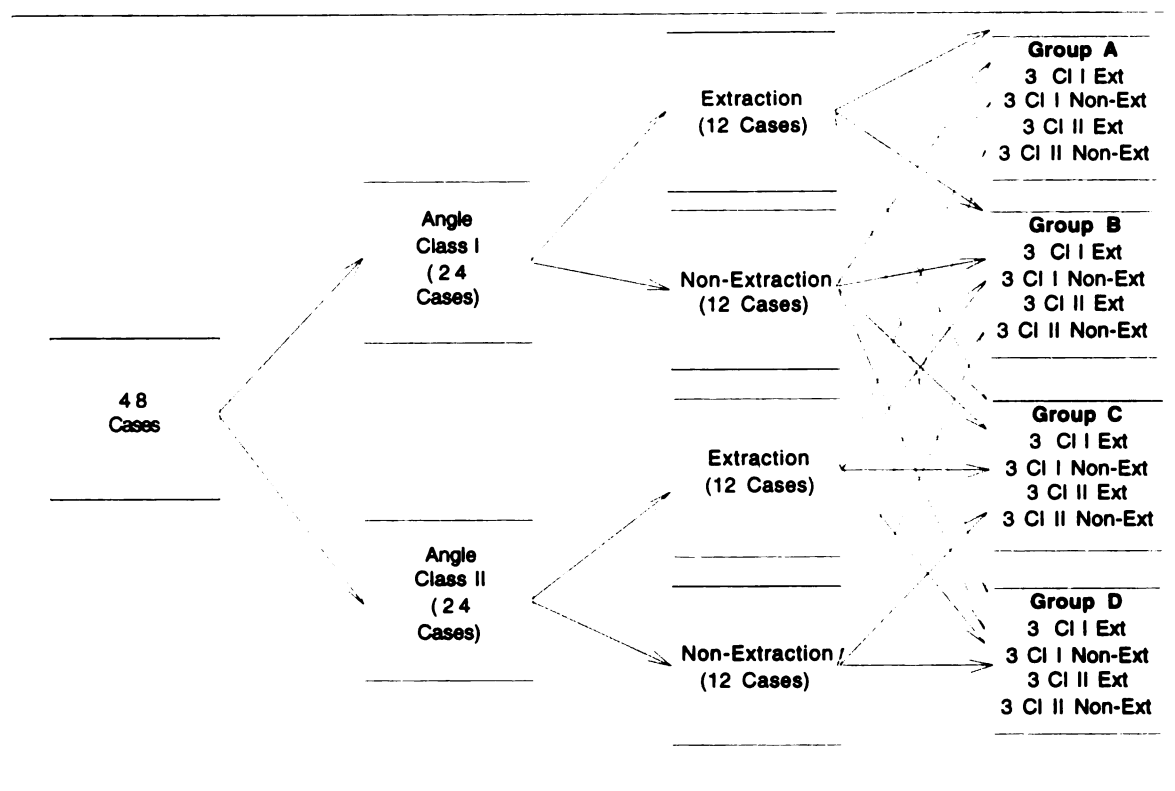 48
Cases
Angle
Class I
(24
Cases)
Angle
Class II
(24
Cases)
Extraction
(12 Cases)
Non-Extraction
(12 Cases)
Extraction
(12 Cases)
Non-Extraction
(12 Cases)
Group A
3 Cl I Ext
3 Cl I Non-Ext
3 Cl II Ext
3 Cl II Non-Ext
Group B
3 Cl I Ext
3 Cl I Non-Ext
3 Cl II Ext
3 Cl II Non-Ext
Group C
3 Cl I Ext
3 Cl I Non-Ext
3 Cl II Ext
3 Cl II Non-Ext
Group D
3 Cl I Ext
3 Cl I Non-Ext
3 Cl II Ext
3 Cl II Non-Ext